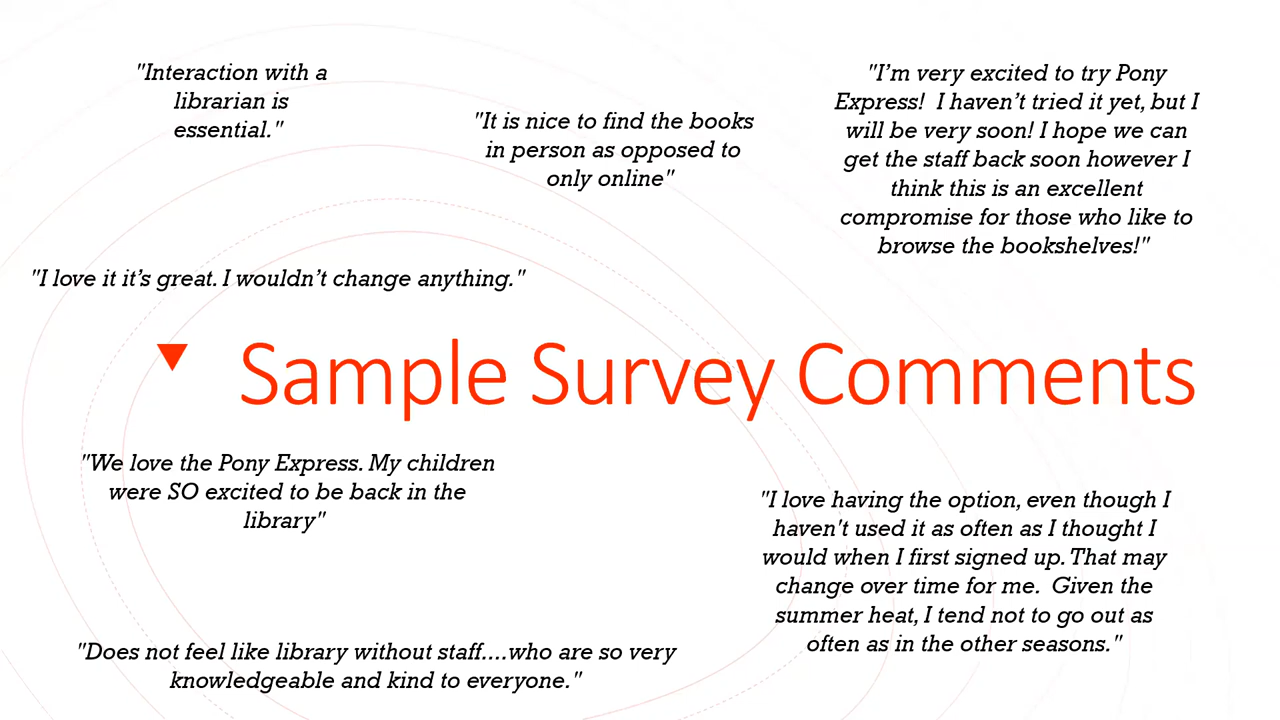 "Interaction with a
librarian is
essential."
"It is nice to find the books
in person as opposed to
only online"
"I’m very excited to try Pony
Express!  I haven’t tried it yet, but I
will be very soon! I hope we can
get the staff back soon however I
think this is an excellent
compromise for those who like to
browse the bookshelves!"
"I love it it’s great. I wouldn’t change anything."
Sample Survey Comments
"We love the Pony Express. My children
were SO excited to be back in the
library"
"I love having the option, even though I
haven't used it as often as I thought I
would when I first signed up. That may
change over time for me.  Given the
summer heat, I tend not to go out as
often as in the other seasons."
"Does not feel like library without staff....who are so very
knowledgeable and kind to everyone."